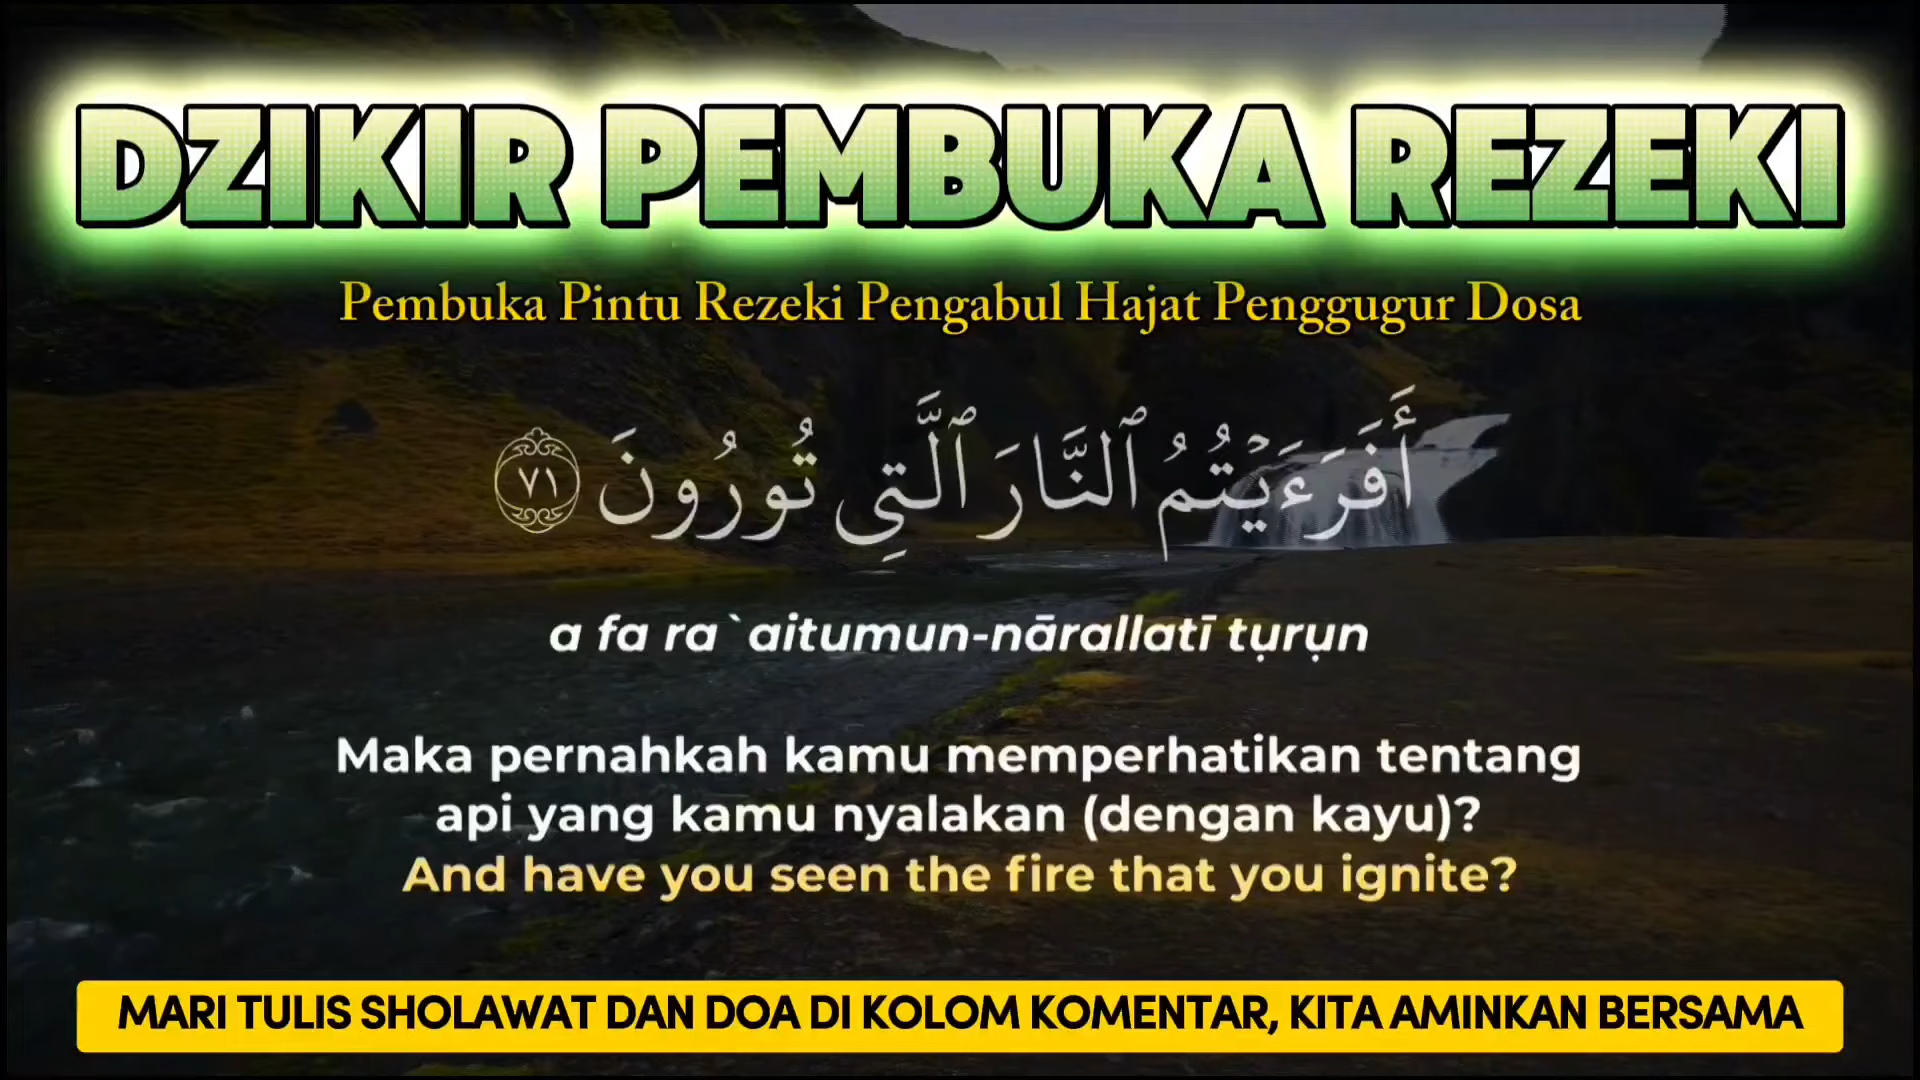 DZIKIR PEMBUKA REZEKI
Pembuka Pintu Rezeki Pengabul Hajat Penggugur Dosa
أَفَرَءَيْتُمُ ٱلنَّارَ ٱلَّتِى تُورُونَ ٧١
a fa ra`aitumun-nārallatī tụrụn
Maka pernahkah kamu memperhatikan tentang
api yang kamu nyalakan (dengan kayu)?
And have you seen the fire that you ignite?
MARI TULIS SHOLAWAT DAN DOA DI KOLOM KOMENTAR, KITA AMINKAN BERSAMA